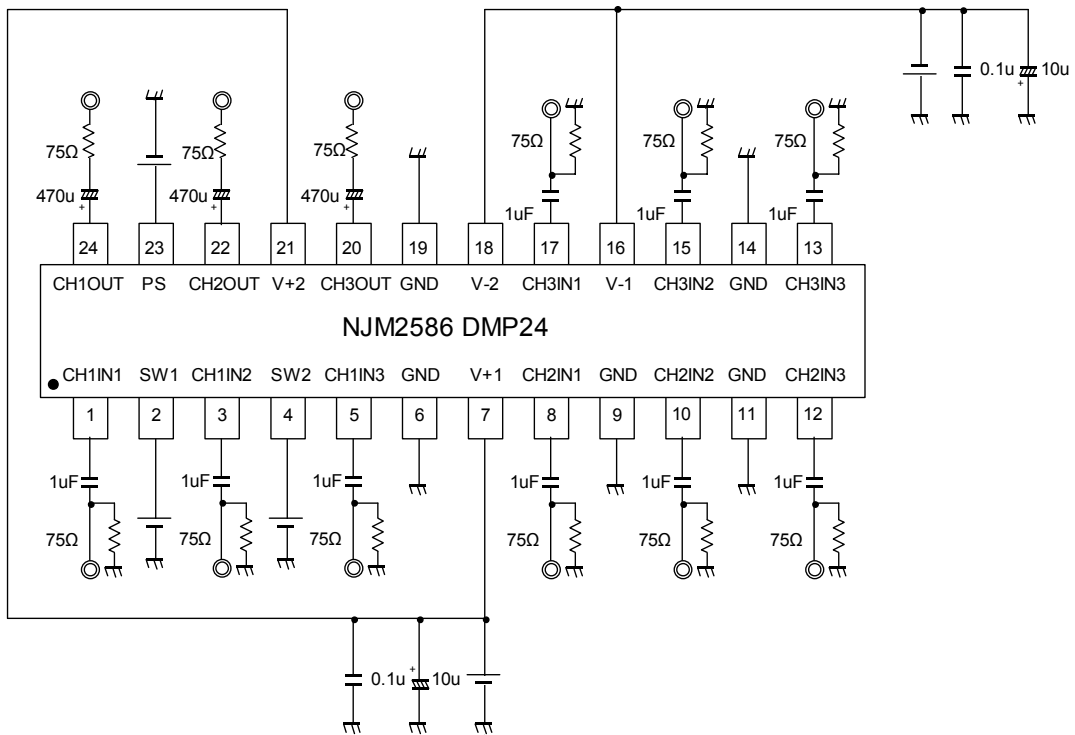 0.1u 10u
+
75Ω 75Ω 75Ω 75Ω 75Ω 75Ω
470u 470u 470u
+ + +
1uF 1uF 1uF
24 23 22 21 20 19 18 17 16 15 14 13
CH1OUT PS CH2OUT V+2 CH3OUT GND V-2 CH3IN1 V-1 CH3IN2 GND CH3IN3
NJM2586 DMP24
CH1IN1 SW1 CH1IN2 SW2 CH1IN3 GND V+1 CH2IN1 GND CH2IN2 GND CH2IN3
1 2 3 4 5 6 7 8 9 10 11 12
1uF 1uF 1uF 1uF 1uF 1uF
75Ω 75Ω 75Ω 75Ω 75Ω 75Ω
+
0.1u 10u